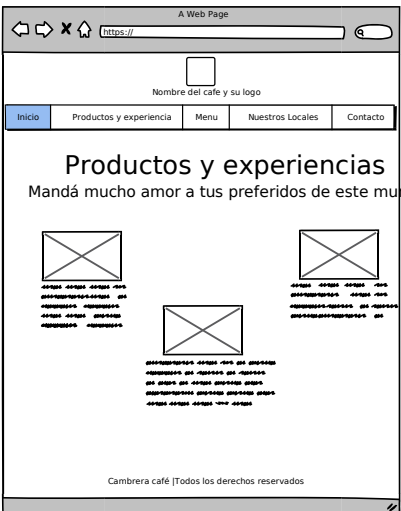 A Web Page
https://
Nombre del cafe y su logo
Inicio Productos y experiencia Menu Nuestros Locales Contacto
Productos y experiencias
Mandá mucho amor a tus preferidos de este
Cambrera café |Todos los derechos reservados